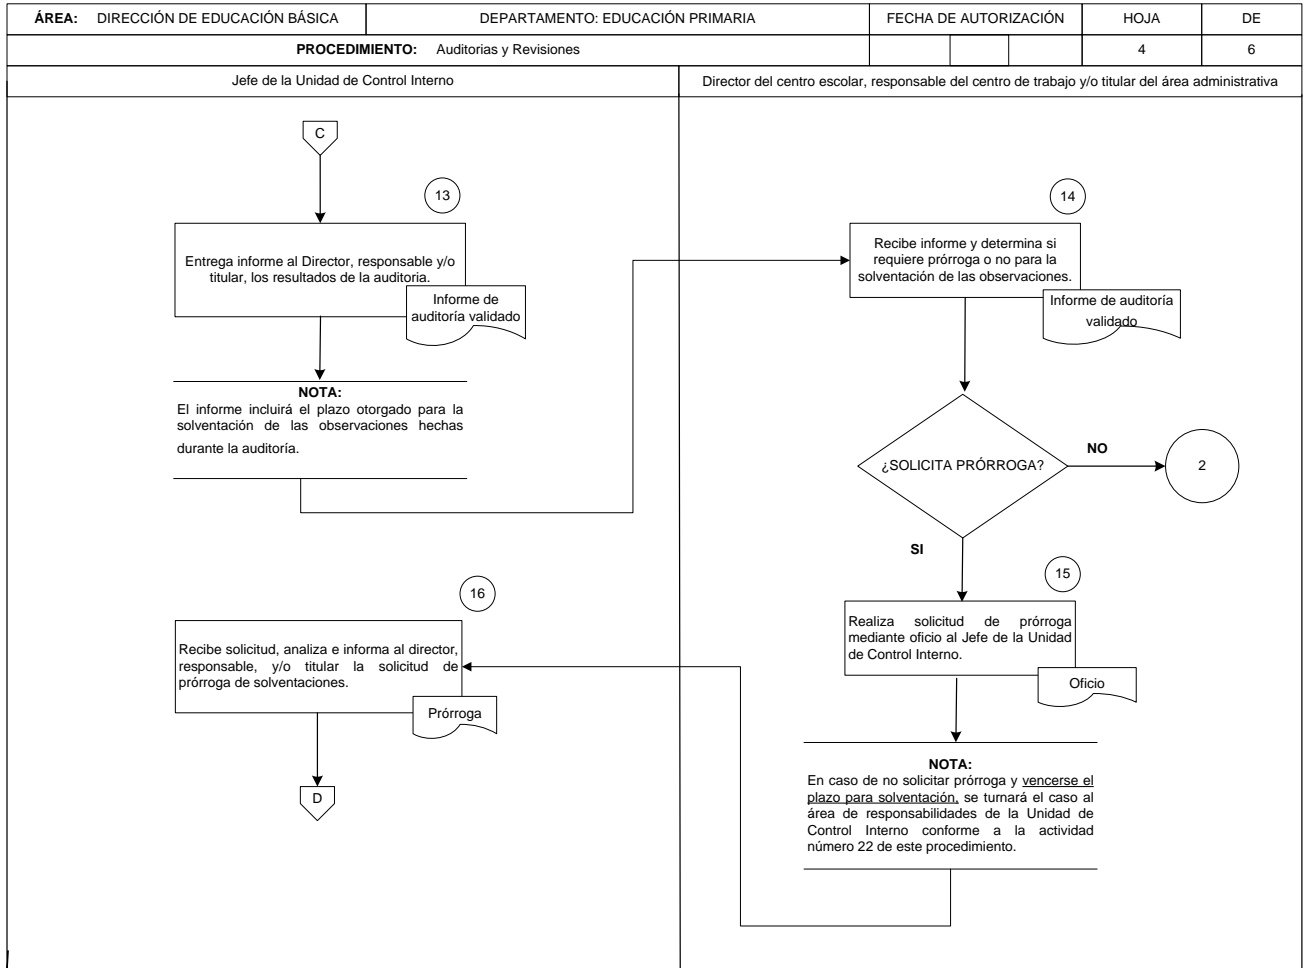 ÁREA: DIRECCIÓN DE EDUCACIÓN BÁSICA DEPARTAMENTO: EDUCACIÓN PRIMARIA FECHA DE AUTORIZACIÓN HOJA DE
PROCEDIMIENTO: Auditorias y Revisiones 4 6
Jefe de la Unidad de Control Interno Director del centro escolar, responsable del centro de trabajo y/o titular del área administrativa
C
13
Entrega informe al Director, responsable y/o
titular, los resultados de la auditoria.
Informe de
auditoría validado
NOTA:
El informe incluirá el plazo otorgado para la
solventación de las observaciones hechas
durante la auditoría.
14
Recibe informe y determina si
requiere prórroga o no para la
solventación de las observaciones.
Informe de auditoría
validado
¿SOLICITA PRÓRROGA?
NO
2
SI
15
Realiza solicitud de prórroga
mediante oficio al Jefe de la Unidad
de Control Interno.
Oficio
NOTA:
En caso de no solicitar prórroga y vencerse el
plazo para solventación, se turnará el caso al
área de responsabilidades de la Unidad de
Control Interno conforme a la actividad
número 22 de este procedimiento.
16
Recibe solicitud, analiza e informa al director,
responsable, y/o titular la solicitud de
prórroga de solventaciones.
Prórroga
D